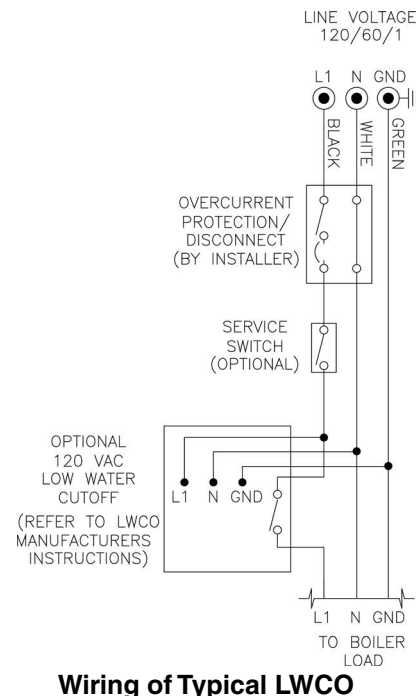 LINE VOLTAGE
120/60/1
L1 N GND
BLACK
WHITE
GREEN
OVERCURRENT
PROTECTION/
DISCONNECT
(BY INSTALLER)
SERVICE
SWITCH
(OPTIONAL)
OPTIONAL
120 VAC
LOW WATER
CUTOFF
(REFER TO LWCO
MANUFACTURERS
INSTRUCTIONS)
L1 N GND
L1 N GND
TO BOILER
LOAD
Wiring of Typical LWCO